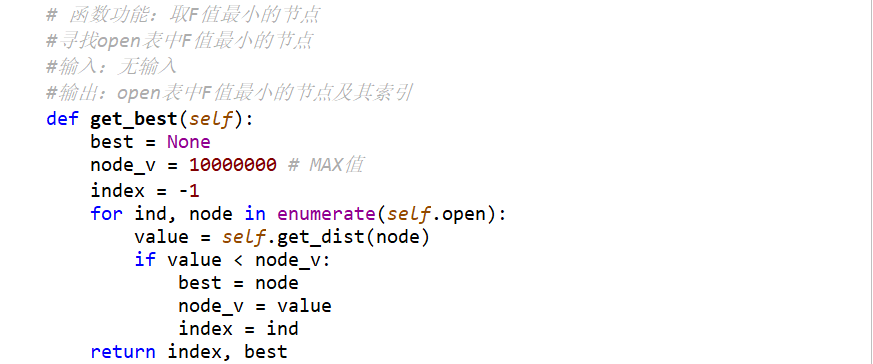 # 函数功能：取F值最小的节点
#寻找open表中F值最小的节点
#输入：无输入
#输出：open表中F值最小的节点及其索引
def get_best(self):
    best = None
    node_v = 10000000 # MAX值
    index = -1
    for ind, node in enumerate(self.open):
        value = self.get_dist(node)
        if value < node_v:
            best = node
            node_v = value
            index = ind
    return index, best